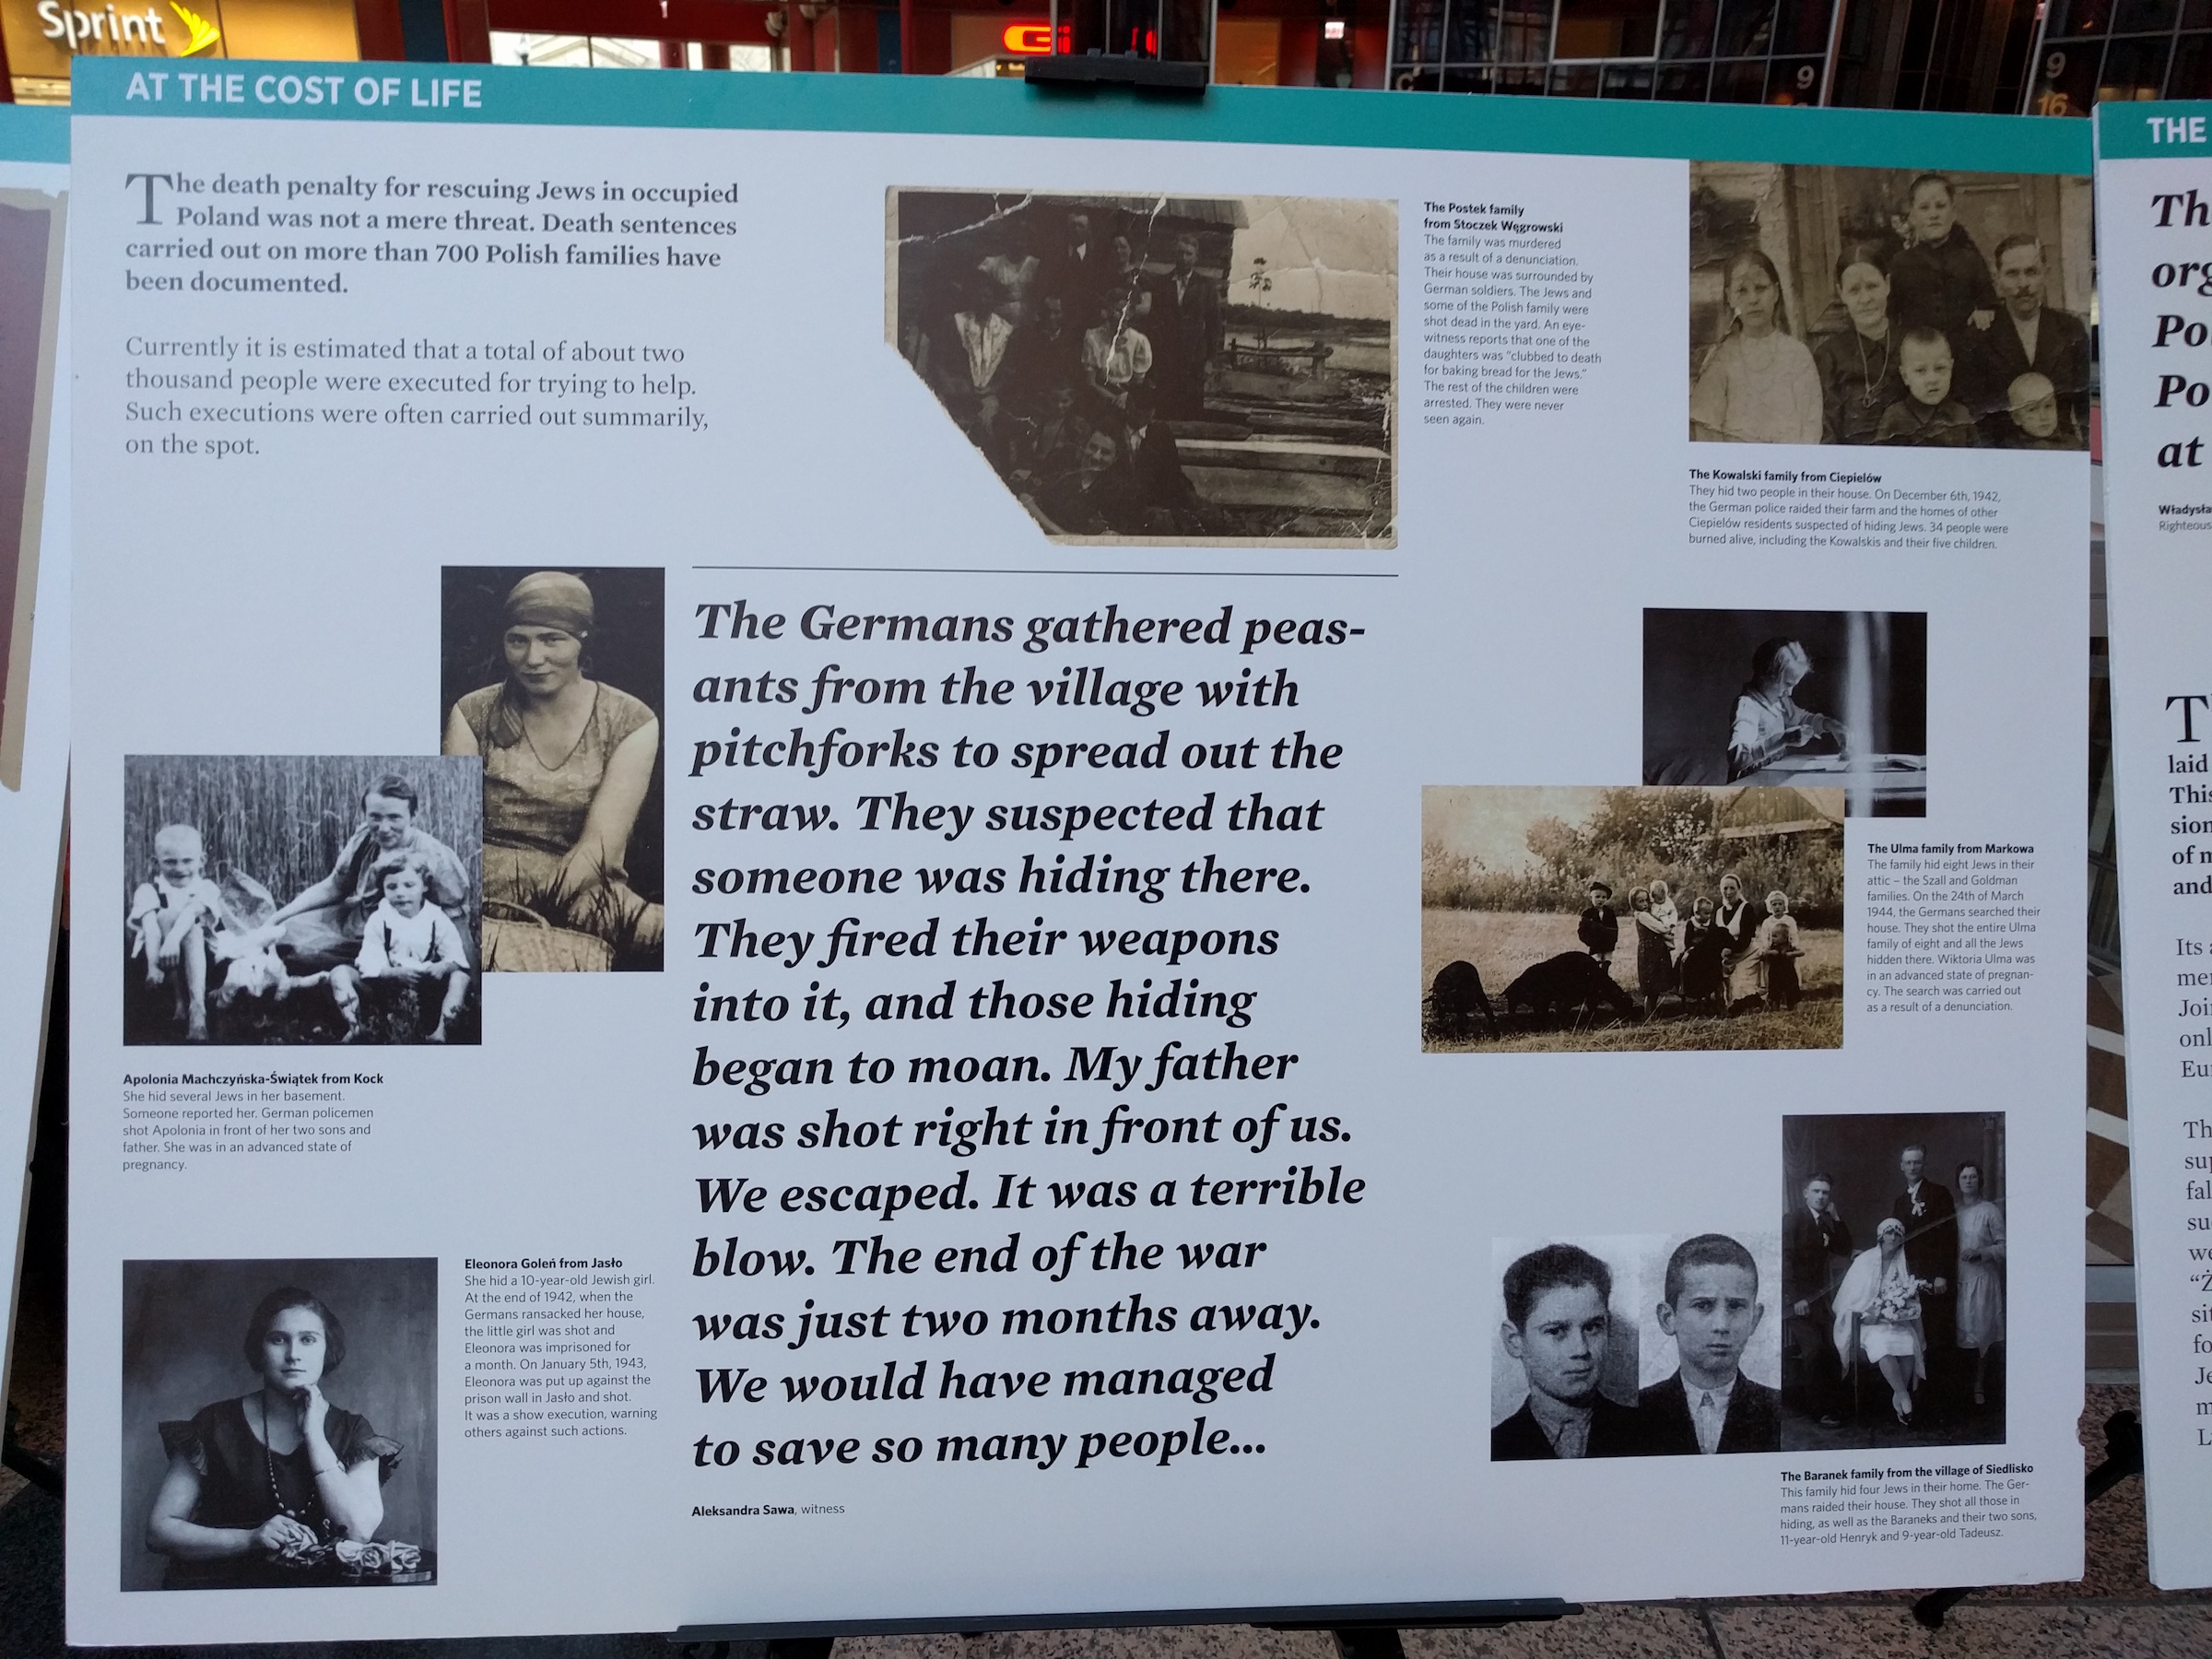 Sprint
9
9
16
AT THE COST OF LIFE
The death penalty for rescuing Jews in occupied
Poland was not a mere threat. Death sentences
carried out on more than 700 Polish families have
been documented.
Currently it is estimated that a total of about two
thousand people were executed for trying to help.
Such executions were often carried out summarily,
on the spot.
The Postek family
from Stoczek Węgrowski
The family was murdered
as a result of a denunciation.
Their house was surrounded by
German soldiers. The Jews and
some of the Polish family were
shot dead in the yard. An eye-
witness reports that one of the
daughters was "clubbed to death
for baking bread for the Jews."
The rest of the children were
arrested. They were never
seen again.
The Kowalski family from Ciepielów
They hid two people in their house. On December 6th, 1942,
the German police raided their farm and the homes of other
Ciepielów residents suspected of hiding Jews. 34 people were
burned alive, including the Kowalskis and their five children.
Apolonia Machczyńska-Świątek from Kock
She hid several Jews in her basement.
Someone reported her. German policemen
shot Apolonia in front of her two sons and
father. She was in an advanced state of
pregnancy.
Eleonora Goleń from Jasło
She hid a 10-year-old Jewish girl.
At the end of 1942, when the
Germans ransacked her house,
the little girl was shot and
Eleonora was imprisoned for
a month. On January 5th, 1943,
Eleonora was put up against the
prison wall in Jasło and shot.
It was a show execution, warning
others against such actions.
The Germans gathered peas-
ants from the village with
pitchforks to spread out the
straw. They suspected that
someone was hiding there.
They fired their weapons
into it, and those hiding
began to moan. My father
was shot right in front of us.
We escaped. It was a terrible
blow. The end of the war
was just two months away.
We would have managed
to save so many people...
Aleksandra Sawa, witness
The Ulma family from Markowa
The family hid eight Jews in their
attic – the Szall and Goldman
families. On the 24th of March
1944, the Germans searched their
house. They shot the entire Ulma
family of eight and all the Jews
hidden there. Wiktoria Ulma was
in an advanced state of pregnan-
cy. The search was carried out
as a result of a denunciation.
The Baranek family from the village of Siedlisko
This family hid four Jews in their home. The Ger-
mans raided their house. They shot all those in
hiding, as well as the Baraneks and their two sons,
11-year-old Henryk and 9-year-old Tadeusz.
THE
at
Righteous
laid
and
Its